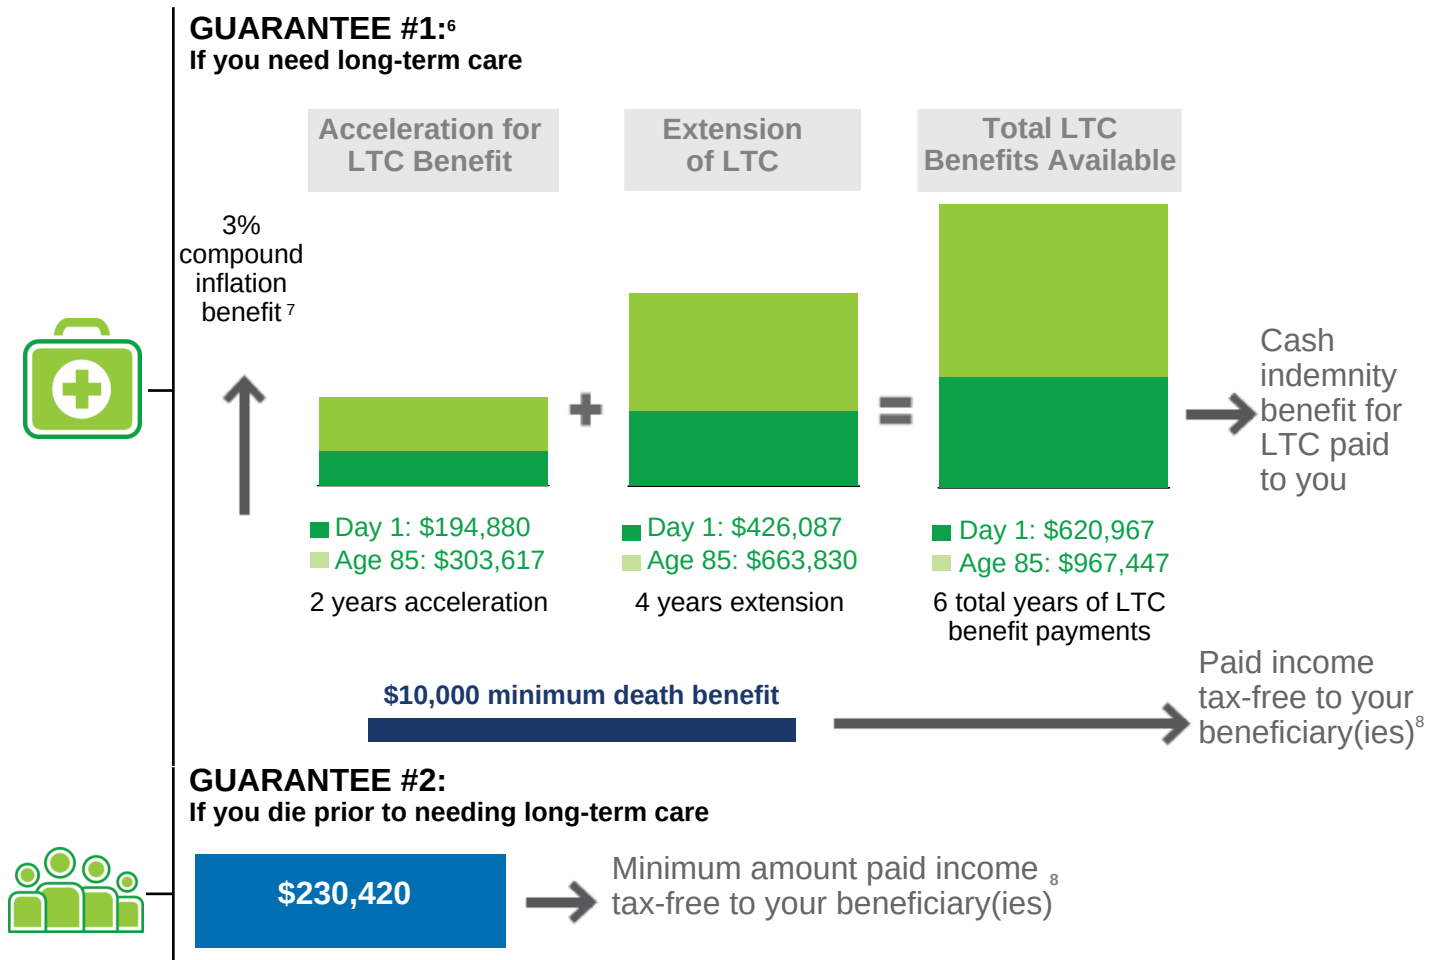 GUARANTEE #1:6
If you need long-term care
Acceleration for
LTC Benefit
Extension
of LTC
Total LTC
Benefits Available
3%
compound
inflation
benefit 7
Cash
indemnity
benefit for
LTC paid
to you
Day 1: $194,880
Age 85: $303,617
2 years acceleration
Day 1: $426,087
Age 85: $663,830
4 years extension
Day 1: $620,967
Age 85: $967,447
6 total years of LTC
benefit payments
$10,000 minimum death benefit
Paid income
tax-free to your
beneficiary(ies)8
GUARANTEE #2:
If you die prior to needing long-term care
$230,420
Minimum amount paid income 8
tax-free to your beneficiary(ies)